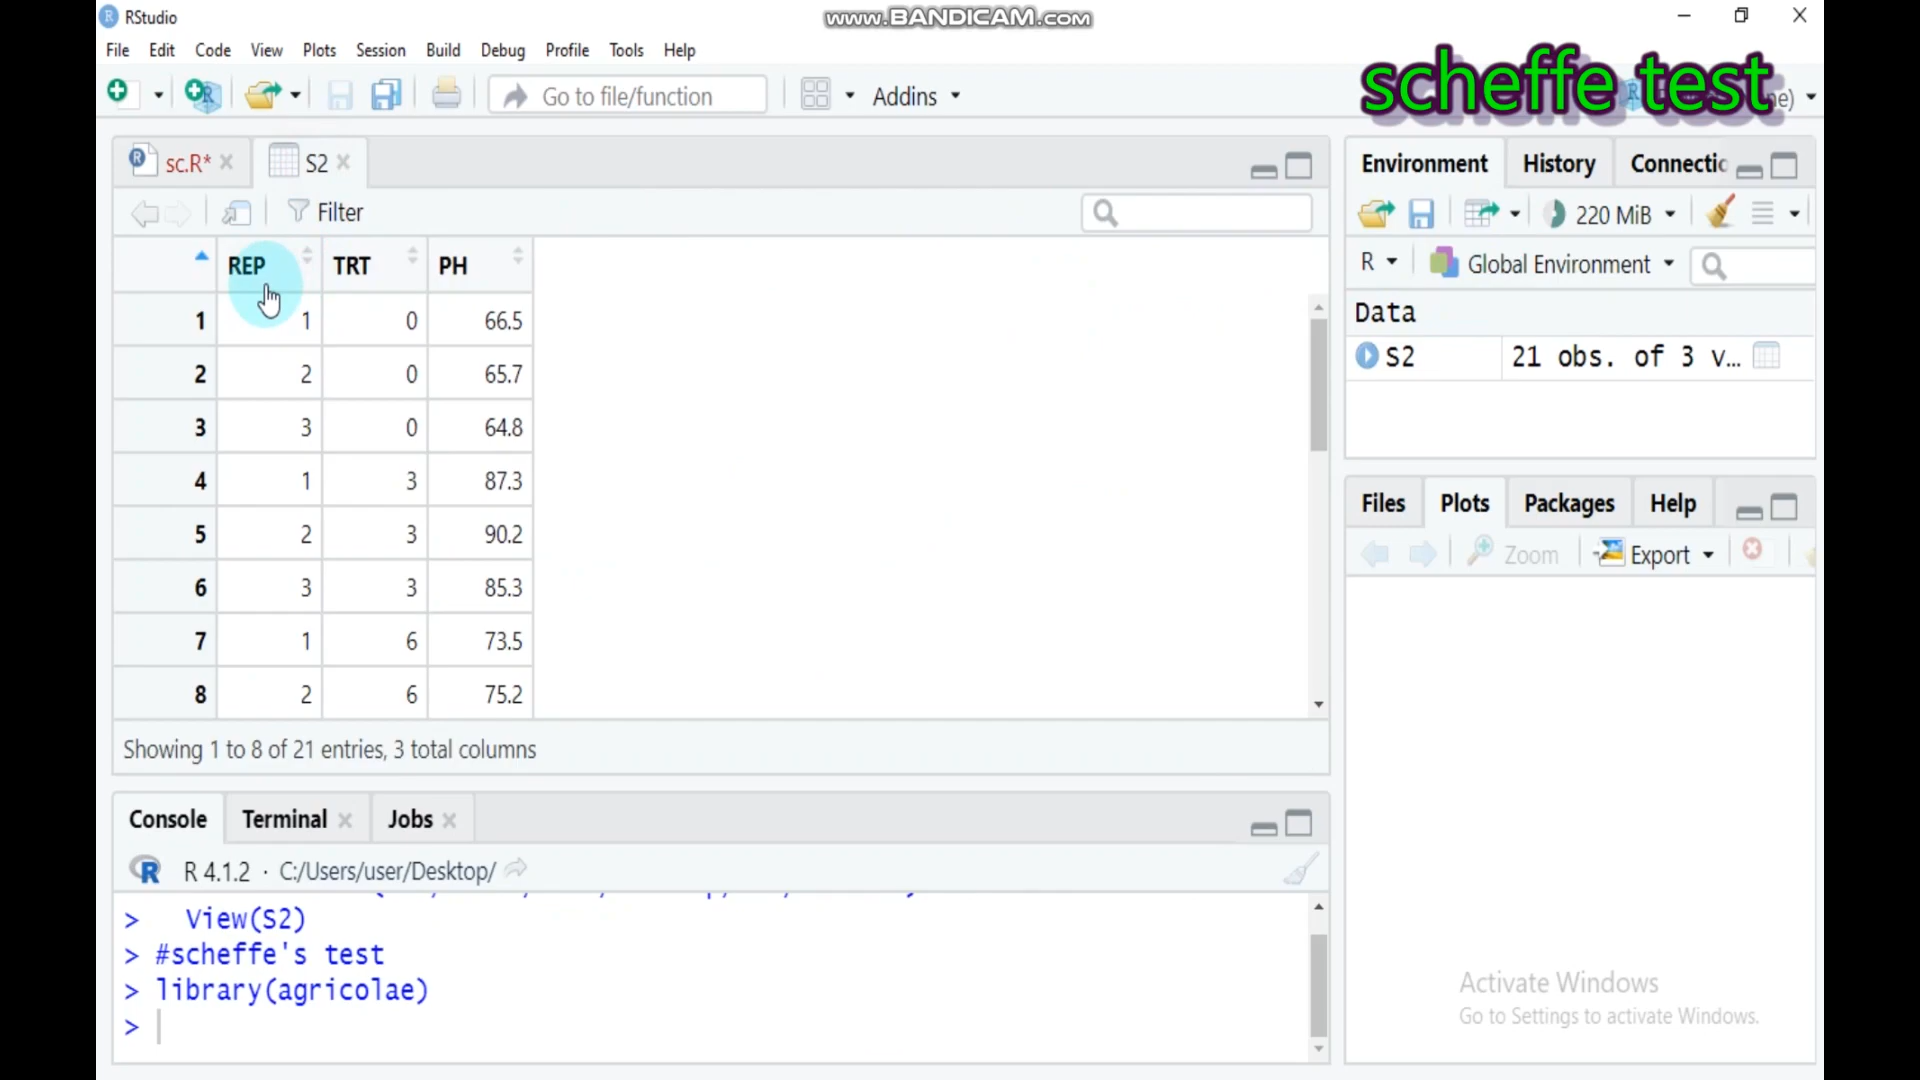 RStudio
www.BANDICAM.com
File Edit Code View Plots Session Build Debug Profile Tools Help
scheffe test
Go to file/function
Addins
ne)
sc.R*
S2
Environment History Connectic
Filter
220 MiB
R
Global Environment
REP TRT PH
Data
1 1 0 66.5
S2 21 obs. of 3 v…
2 2 0 65.7
3 3 0 64.8
4 1 3 87.3
Files Plots Packages Help
5 2 3 90.2
Zoom Export
6 3 3 85.3
7 1 6 73.5
8 2 6 75.2
Showing 1 to 8 of 21 entries, 3 total columns
Console Terminal Jobs
R 4.1.2 · C:/Users/user/Desktop/
> View(S2)
> #scheffe's test
> library(agricolae)
>
Activate Windows
Go to Settings to activate Windows.